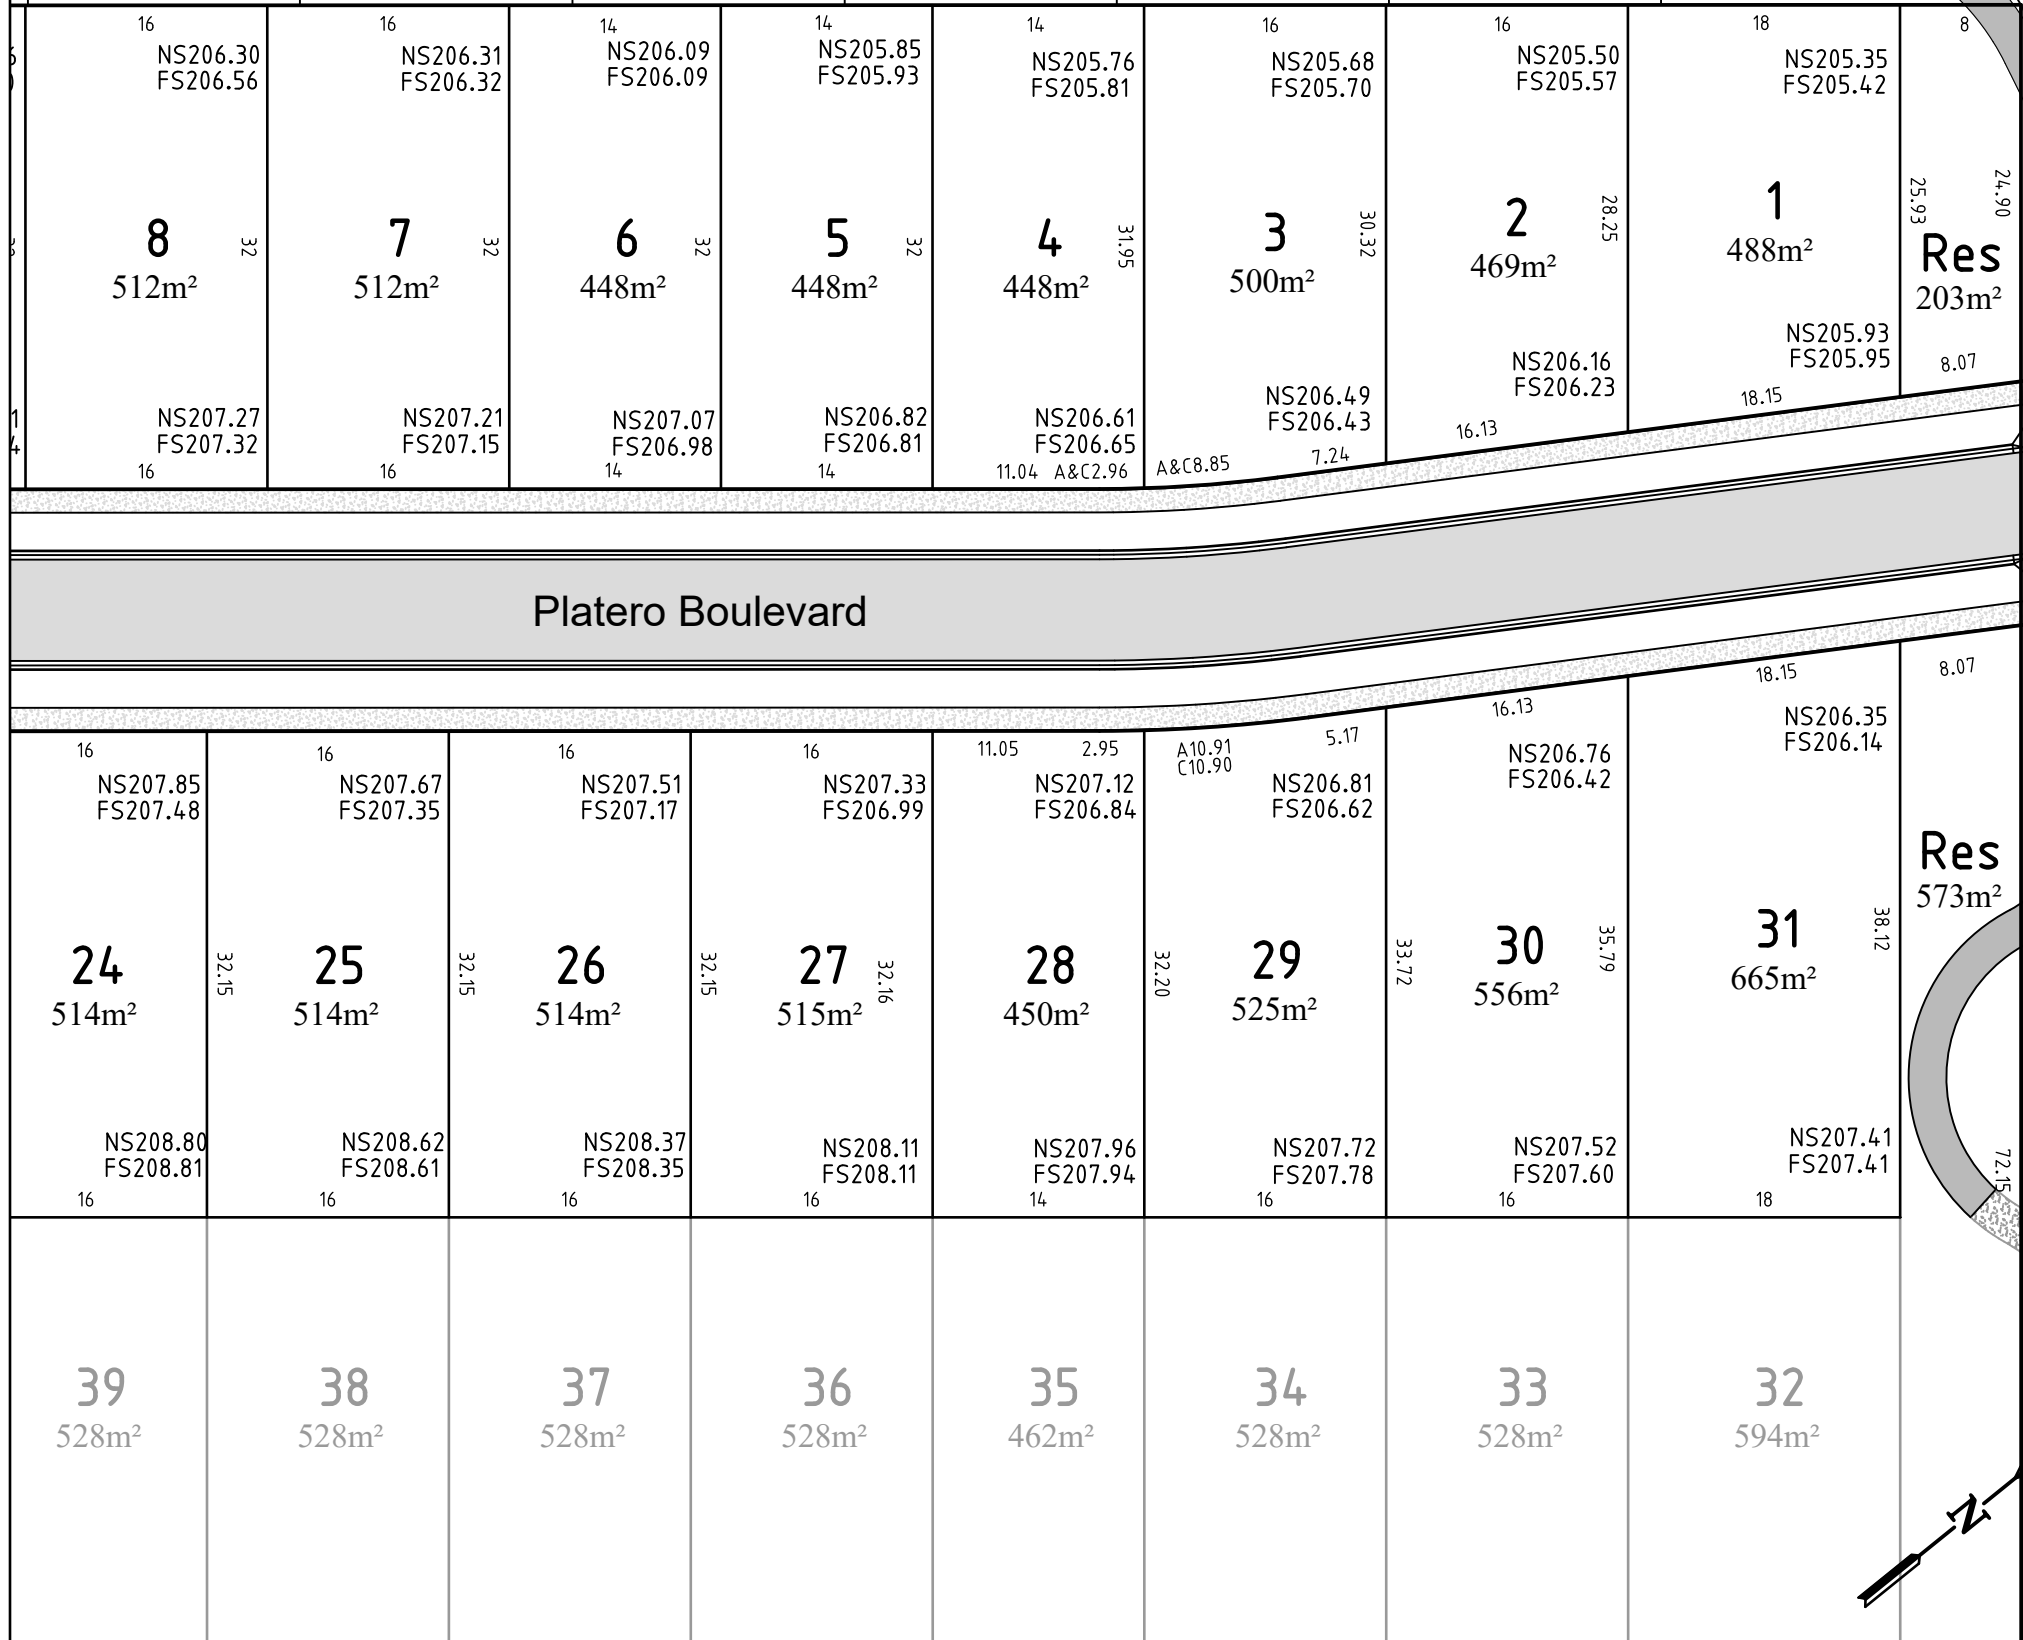 16
NS206.30
FS206.56
8
512m²
32
NS207.27
FS207.32
16
16
NS206.31
FS206.32
7
512m²
32
NS207.21
FS207.15
16
14
NS206.09
FS206.09
6
448m²
32
NS207.07
FS206.98
14
14
NS205.85
FS205.93
5
448m²
32
NS206.82
FS206.81
14
14
NS205.76
FS205.81
4
448m²
31.95
NS206.61
FS206.65
11.04 A&C2.96
16
NS205.68
FS205.70
3
500m²
30.32
NS206.49
FS206.43
A&C8.85 7.24
16
NS205.50
FS205.57
2
469m²
28.25
NS206.16
FS206.23
16.13
18
NS205.35
FS205.42
1
488m²
NS205.93
FS205.95
18.15
8
25.93
24.90
Res
203m²
8.07
Platero Boulevard
16
NS207.85
FS207.48
24
514m²
32.15
NS208.80
FS208.81
16
16
NS207.67
FS207.35
25
514m²
32.15
NS208.62
FS208.61
16
16
NS207.51
FS207.17
26
514m²
32.15
NS208.37
FS208.35
16
16
NS207.33
FS206.99
27
515m²
32.16
NS208.11
FS208.11
16
11.05 2.95
NS207.12
FS206.84
28
450m²
32.20
NS207.96
FS207.94
14
A10.91
C10.90
5.17
NS206.81
FS206.62
29
525m²
33.72
NS207.72
FS207.78
16
16.13
NS206.76
FS206.42
30
556m²
35.79
NS207.52
FS207.60
16
18.15
NS206.35
FS206.14
31
665m²
38.12
NS207.41
FS207.41
18
8.07
Res
573m²
72.15
39
528m²
38
528m²
37
528m²
36
528m²
35
462m²
34
528m²
33
528m²
32
594m²
N